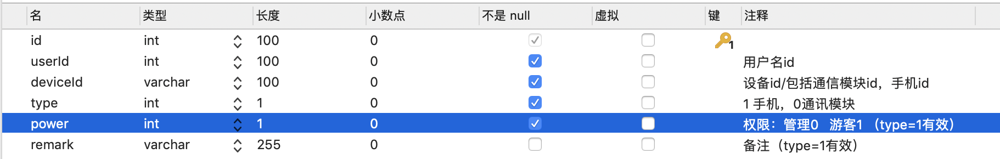 名 类型 长度 小数点 不是 null 虚拟 键 注释
id int 100 0 1
userId int 100 0 用户名id
deviceId varchar 100 0 设备id/包括通信模块id，手机id
type int 1 0 1 手机，0通讯模块
power int 1 0 权限：管理0 游客1 （type=1有效）
remark varchar 255 0 备注（type=1有效）